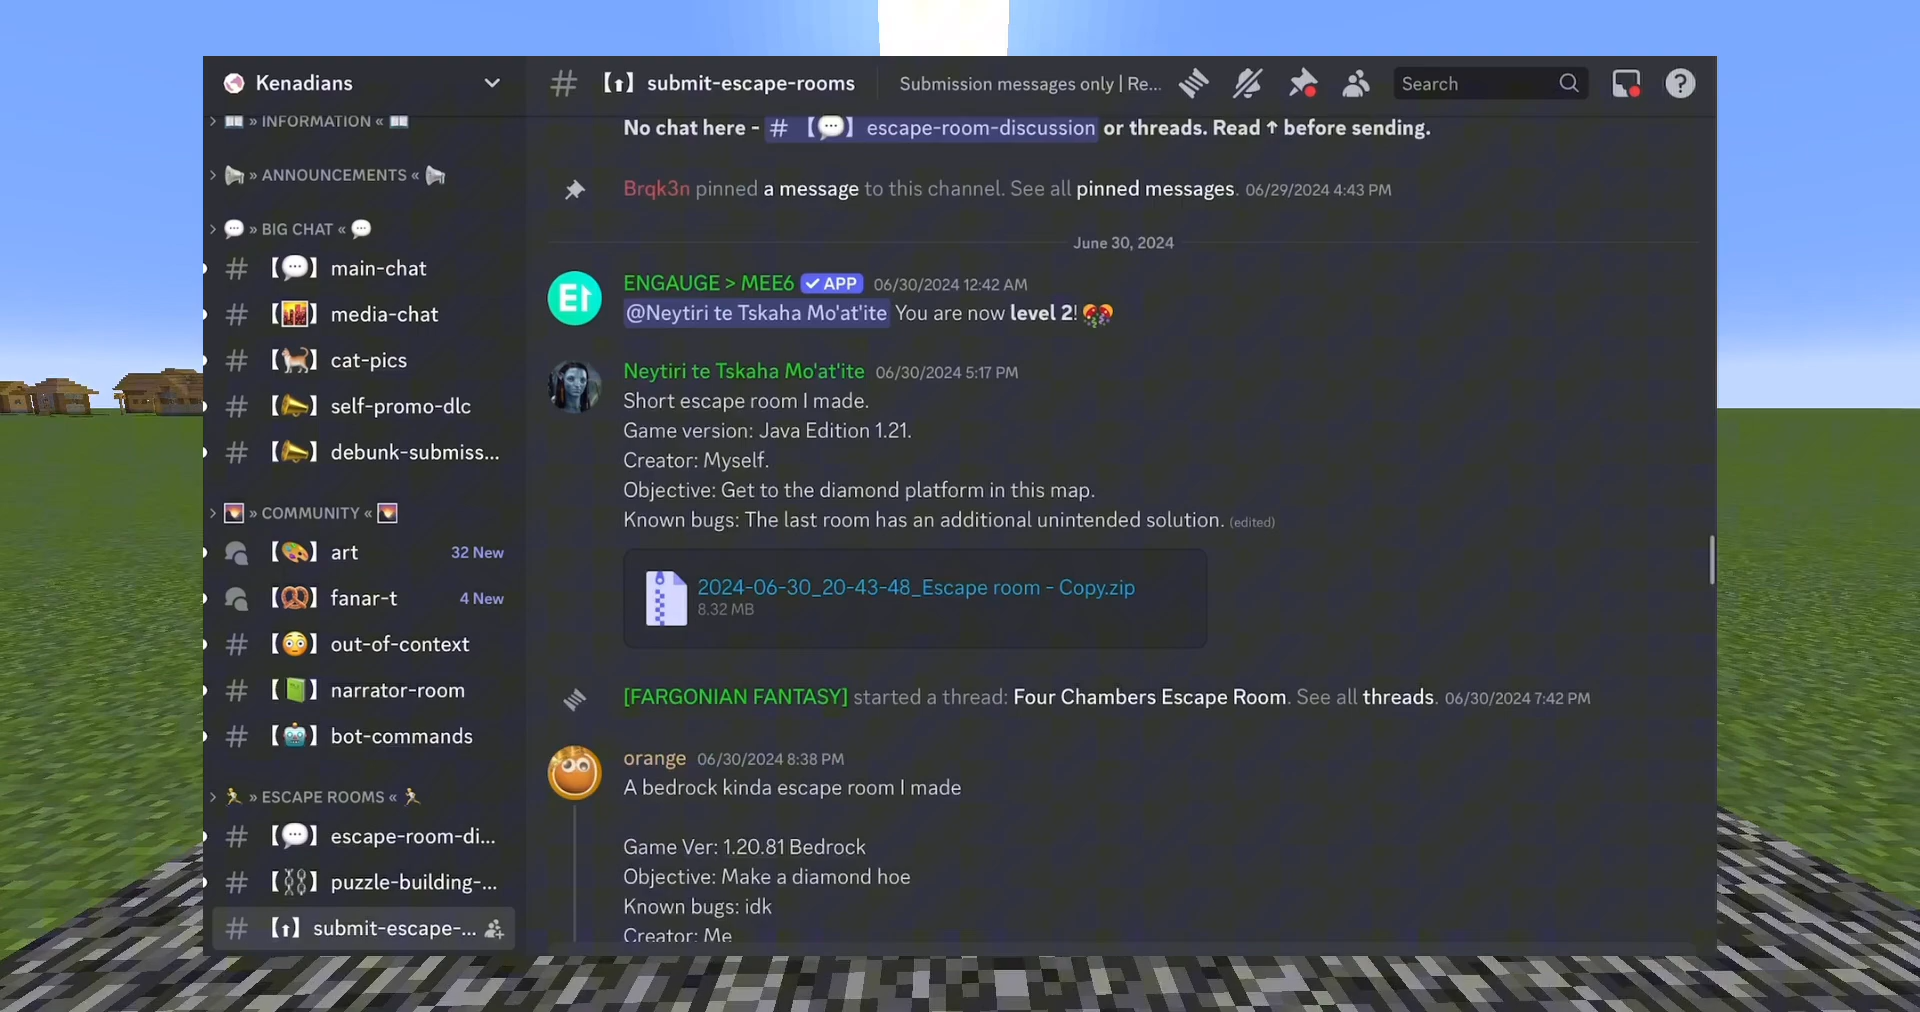 Kenadians
» INFORMATION «
» ANNOUNCEMENTS «
» BIG CHAT «
# 【💬】 main-chat
# 【🌇】 media-chat
# 【🐈】 cat-pics
# 【📣】 self-promo-dlc
# 【📣】 debunk-submiss...
» COMMUNITY «
【🎨】 art 32 New
【🥨】 fanar-t 4 New
# 【😳】 out-of-context
# 【📗】 narrator-room
# 【🤖】 bot-commands
» ESCAPE ROOMS «
# 【💬】 escape-room-di...
# 【⛓】 puzzle-building-...
# 【⬆】 submit-escape-...
# 【⬆】 submit-escape-rooms Submission messages only | Re... Search
No chat here - # 【💬】 escape-room-discussion or threads. Read ↑ before sending.
Brqk3n pinned a message to this channel. See all pinned messages. 06/29/2024 4:43 PM
June 30, 2024
ENGAUGE > MEE6 ✓ APP 06/30/2024 12:42 AM
@Neytiri te Tskaha Mo'at'ite You are now level 2! 🎊
Neytiri te Tskaha Mo'at'ite 06/30/2024 5:17 PM
Short escape room I made.
Game version: Java Edition 1.21.
Creator: Myself.
Objective: Get to the diamond platform in this map.
Known bugs: The last room has an additional unintended solution. (edited)
2024-06-30_20-43-48_Escape room - Copy.zip
8.32 MB
[FARGONIAN FANTASY] started a thread: Four Chambers Escape Room. See all threads. 06/30/2024 7:42 PM
orange 06/30/2024 8:38 PM
A bedrock kinda escape room I made
Game Ver: 1.20.81 Bedrock
Objective: Make a diamond hoe
Known bugs: idk
Creator: Me